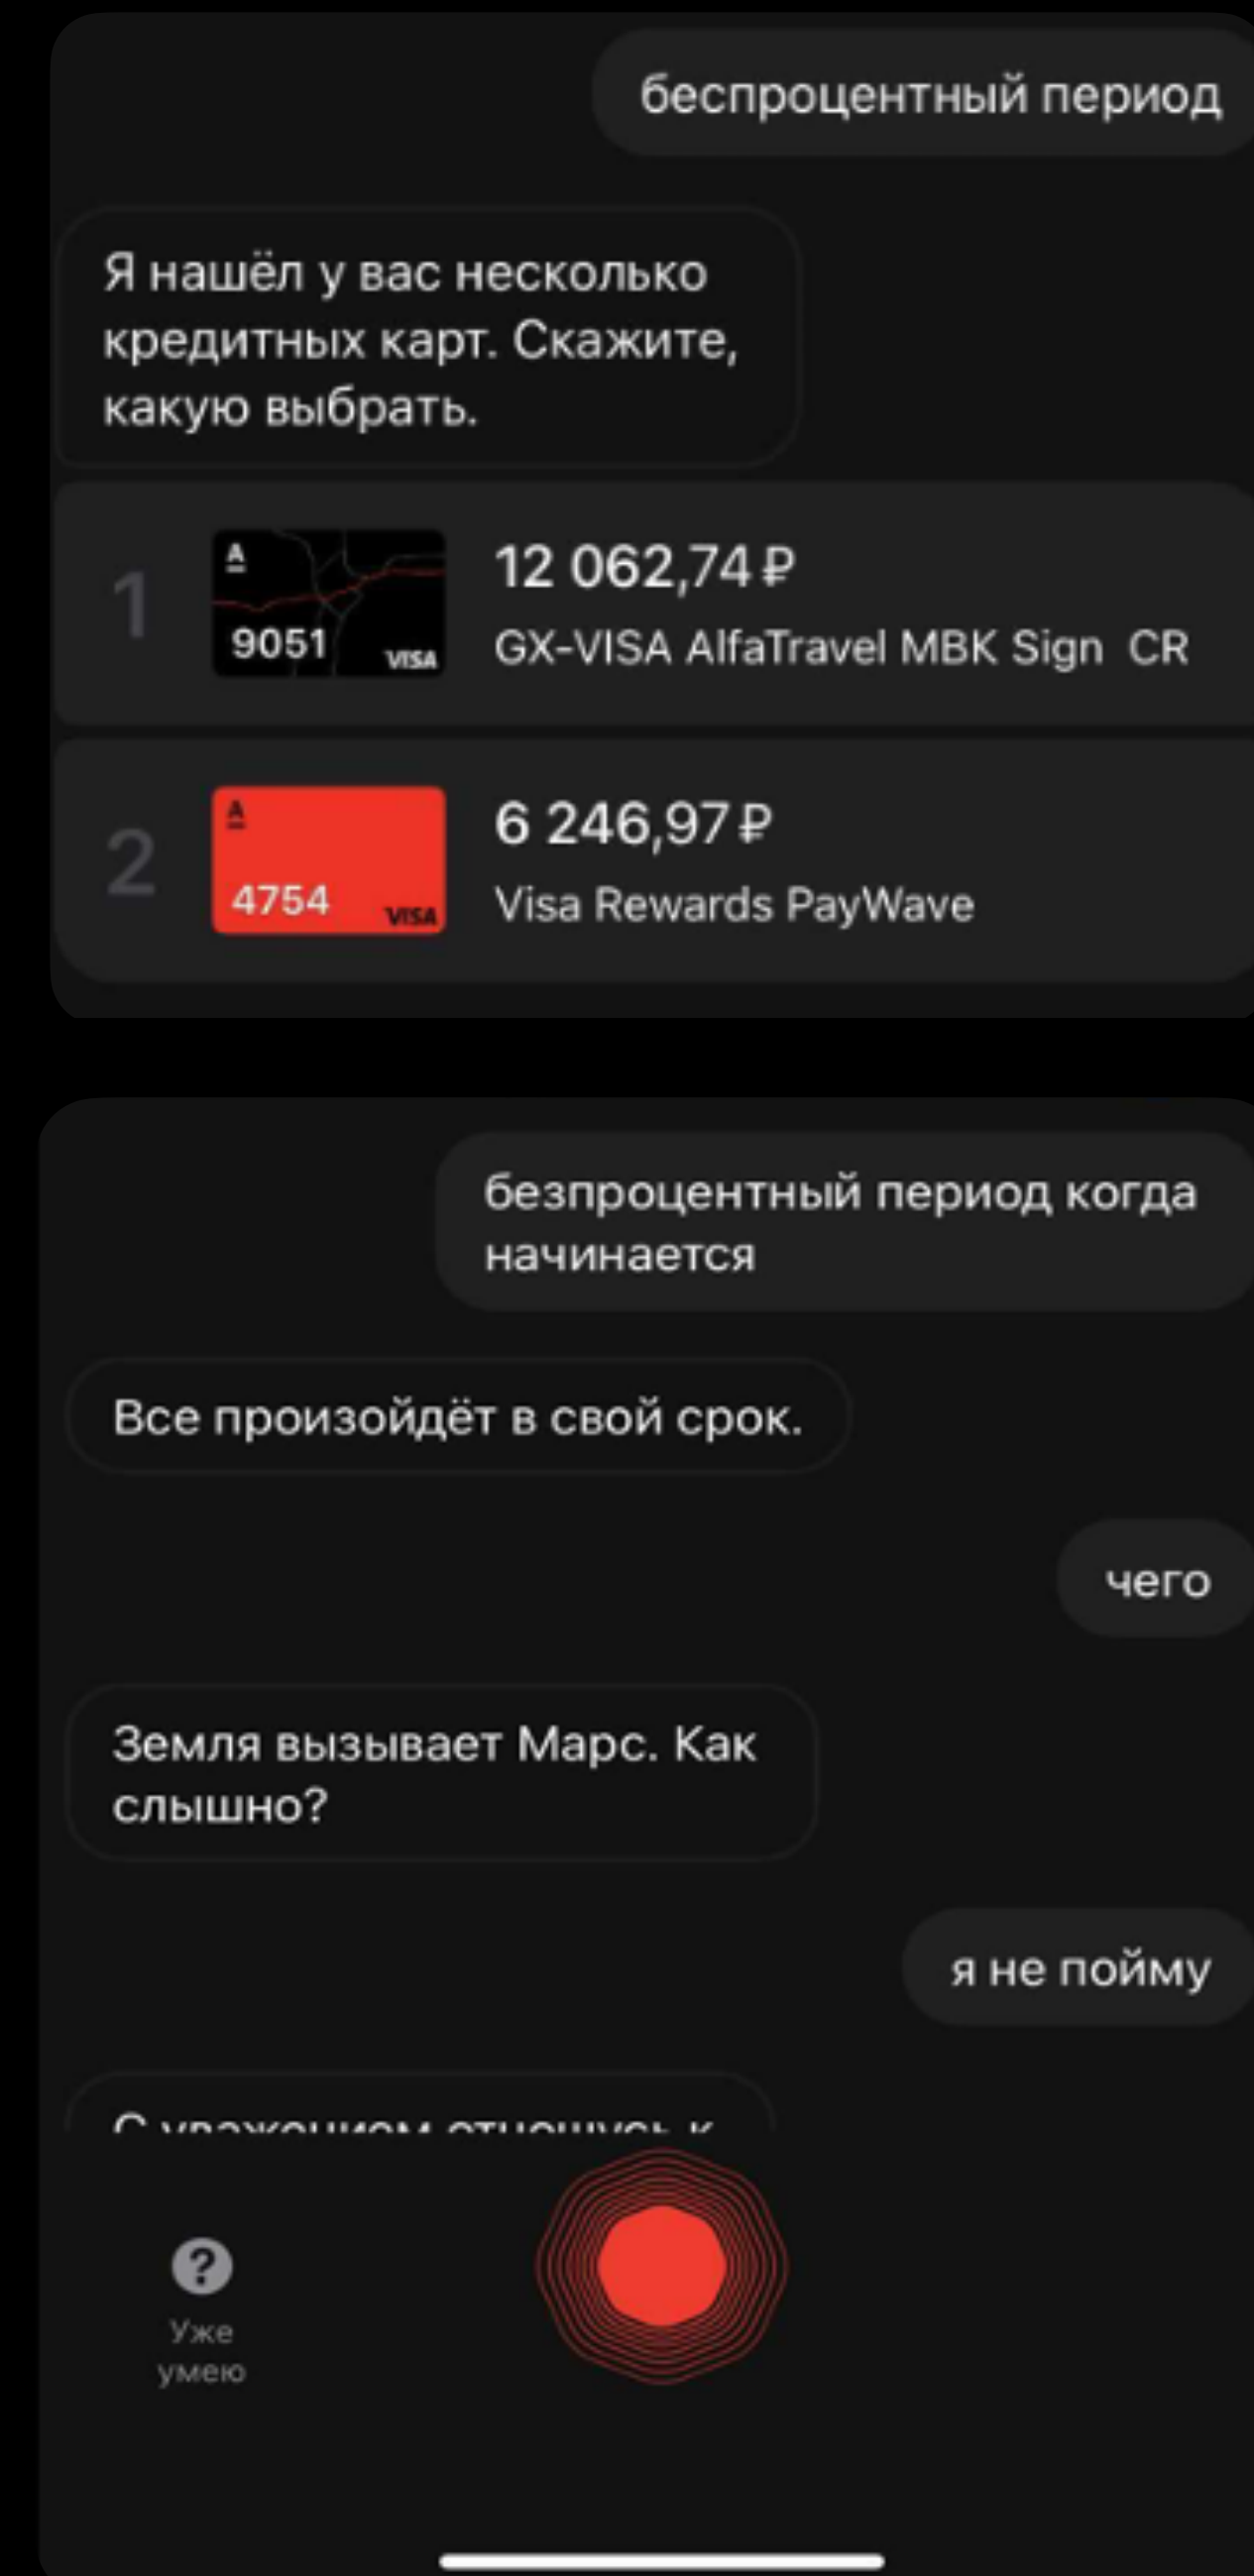 беспроцентный период
Я нашёл у вас несколько
кредитных карт. Скажите,
какую выбрать.
1
А
9051
VISA
12 062,74 ₽
GX-VISA AlfaTravel MBK Sign CR
2
А
4754
VISA
6 246,97 ₽
Visa Rewards PayWave
безпроцентный период когда
начинается
Все произойдёт в свой срок.
чего
Земля вызывает Марс. Как
слышно?
я не пойму
С уважением отношусь к
?
Уже
умею